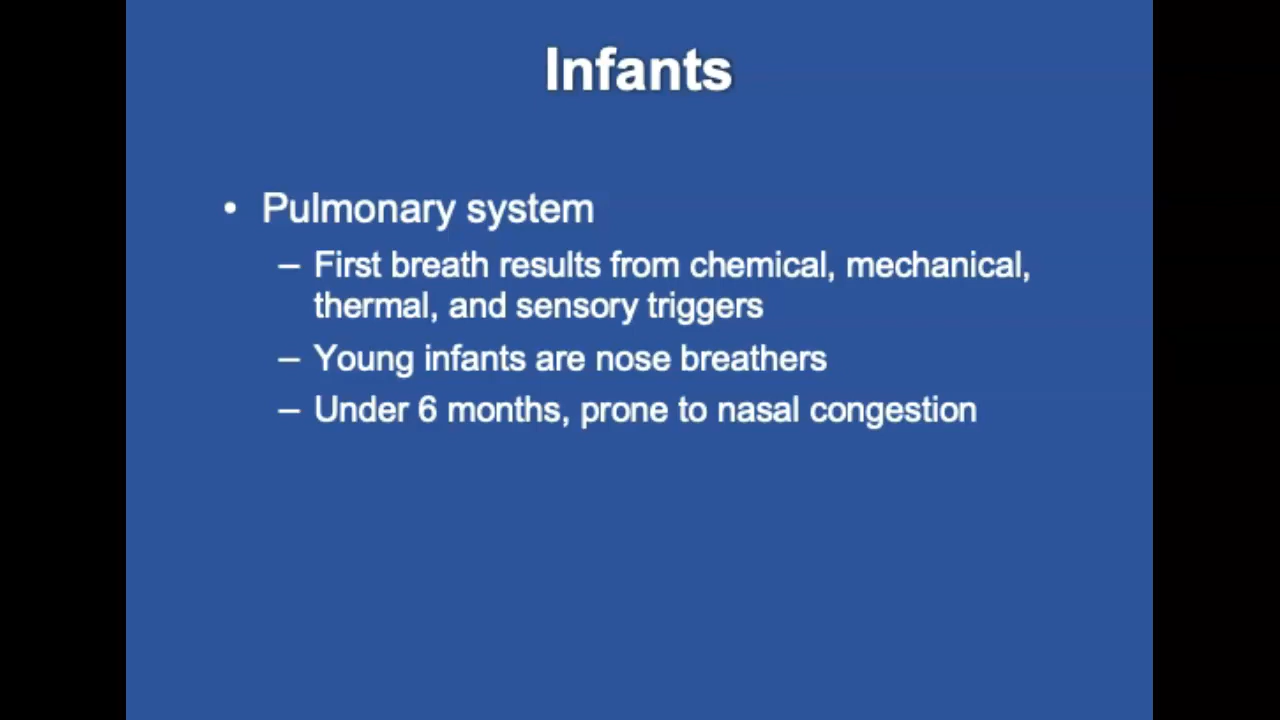 Infants
• Pulmonary system
– First breath results from chemical, mechanical,
thermal, and sensory triggers
– Young infants are nose breathers
– Under 6 months, prone to nasal congestion